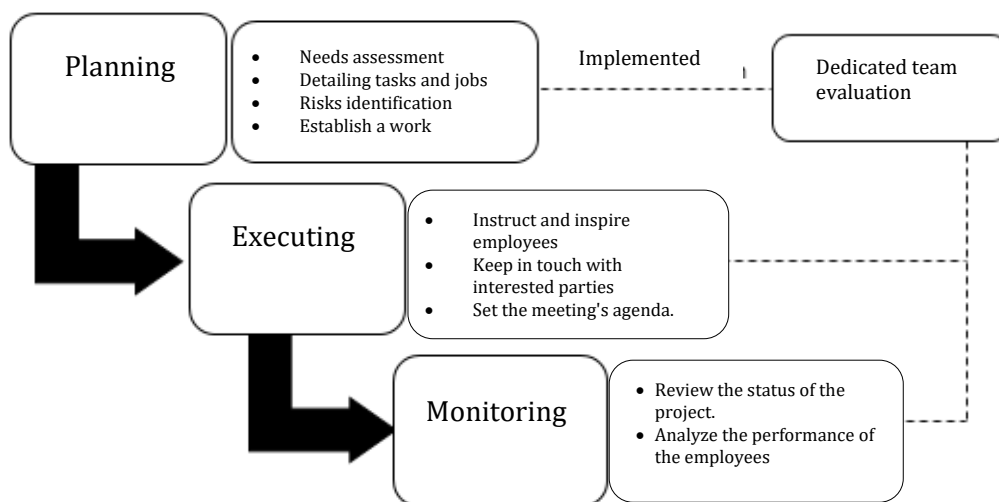 Planning
• Needs assessment
• Detailing tasks and jobs
• Risks identification
• Establish a work
Implemented
Dedicated team
evaluation
Executing
• Instruct and inspire
employees
• Keep in touch with
interested parties
• Set the meeting's agenda.
Monitoring
• Review the status of the
project.
• Analyze the performance of
the employees